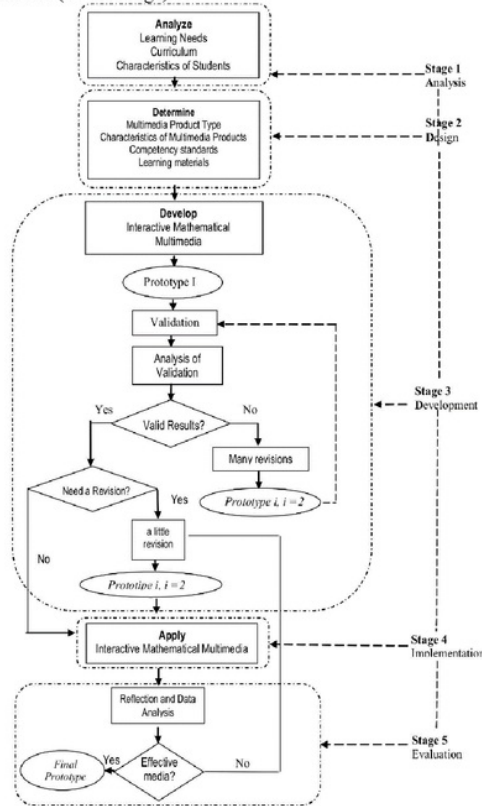 Analyze
Learning Needs
Curriculum
Characteristics of Students
Stage 1
Analysis
Determine
Multimedia Product Type
Characteristics of Multimedia Products
Competency standards
Learning materials
Stage 2
Design
Develop
Interactive Mathematical
Multimedia
Prototype I
Validation
Analysis of
Validation
Stage 3
Development
Yes
No
Valid Results?
Many revisions
Need a Revision?
Yes
Prototype i, i = 2
a little
revision
No
Prototipe i, i = 2
Apply
Interactive Mathematical Multimedia
Stage 4
Implementation
Reflection and Data
Analysis
Stage 5
Evaluation
Final
Prototype
Yes
Effective
media?
No